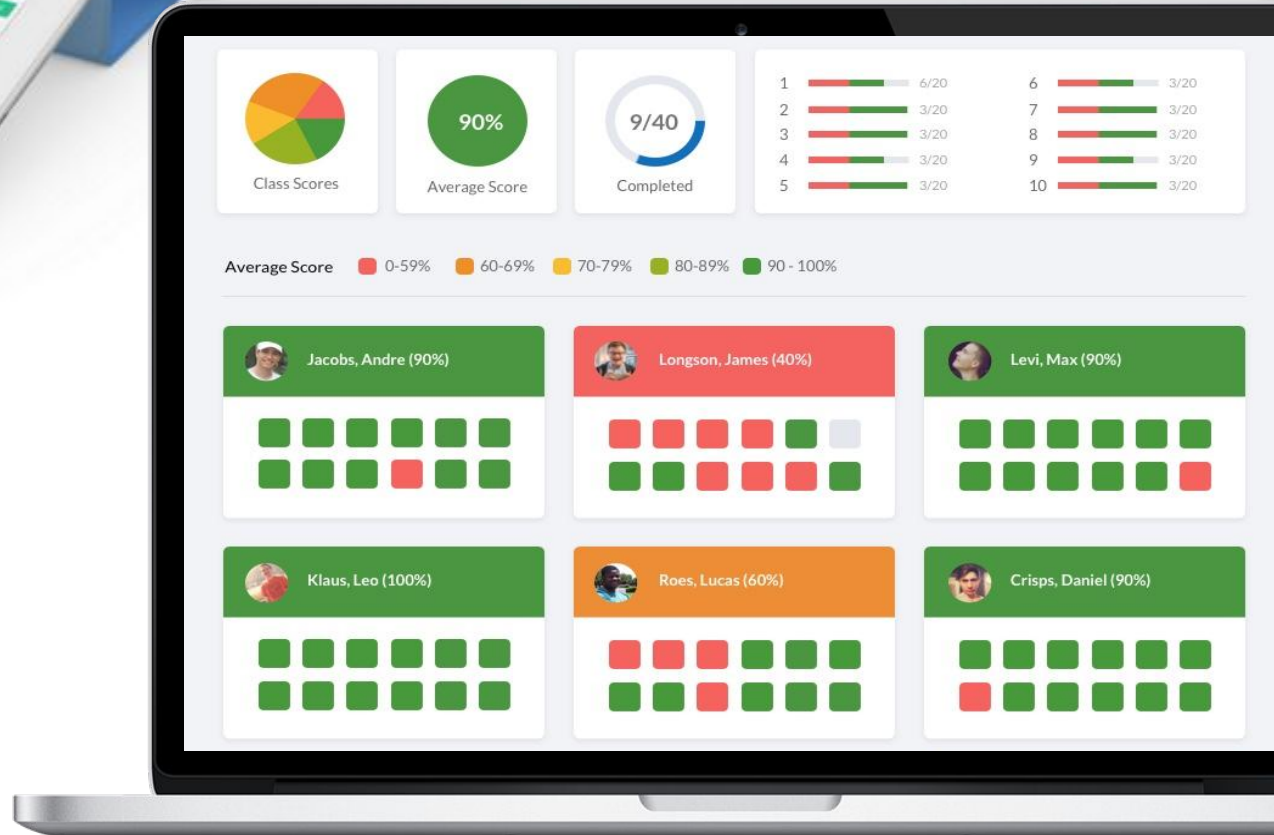 90%
9/40
Class Scores
Average Score
Completed
1 6/20
2 3/20
3 3/20
4 3/20
5 3/20
6 3/20
7 3/20
8 3/20
9 3/20
10 3/20
Average Score 0-59% 60-69% 70-79% 80-89% 90 - 100%
Jacobs, Andre (90%)
Longson, James (40%)
Levi, Max (90%)
Klaus, Leo (100%)
Roes, Lucas (60%)
Crisps, Daniel (90%)